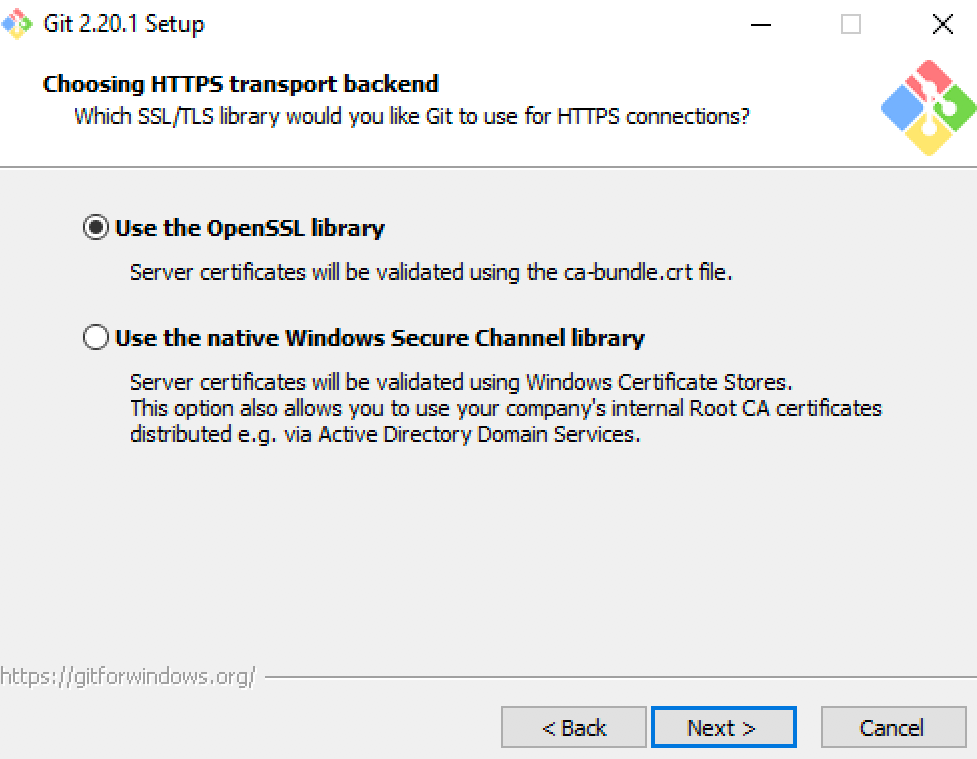 Git 2.20.1 Setup
Choosing HTTPS transport backend
Which SSL/TLS library would you like Git to use for HTTPS connections?
Use the OpenSSL library
Server certificates will be validated using the ca-bundle.crt file.
Use the native Windows Secure Channel library
Server certificates will be validated using Windows Certificate Stores.
This option also allows you to use your company's internal Root CA certificates
distributed e.g. via Active Directory Domain Services.
https://gitforwindows.org/
< Back Next > Cancel